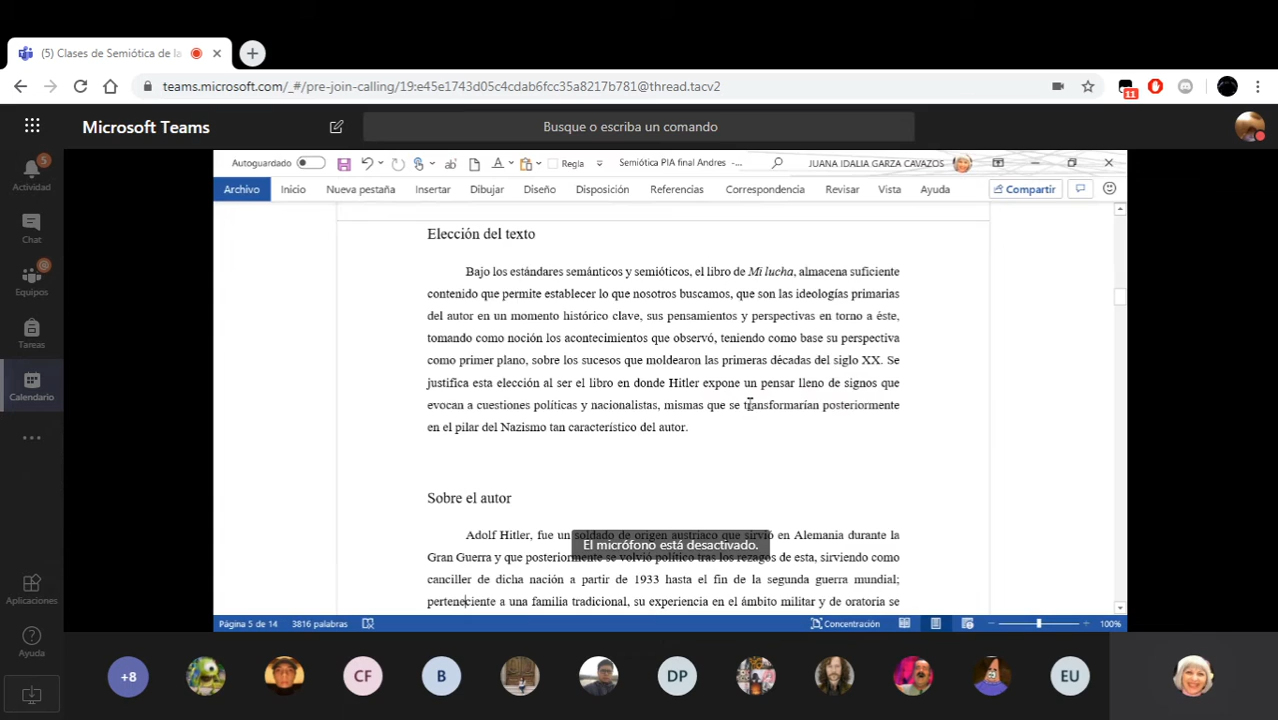 (5) Clases de Semiótica de la
teams.microsoft.com/_#/pre-join-calling/19:e45e1743d05c4cdab6fcc35a8217b781@thread.tacv2
11
Microsoft Teams
Busque o escriba un comando
5
Actividad
Chat
Equipos
Tareas
Calendario
Aplicaciones
Ayuda
Autoguardado
Regla
Semiótica PIA final Andres -...
JUANA IDALIA GARZA CAVAZOS
Archivo Inicio Nueva pestaña Insertar Dibujar Diseño Disposición Referencias Correspondencia Revisar Vista Ayuda Compartir
Elección del texto
Bajo los estándares semánticos y semióticos, el libro de Mi lucha, almacena suficiente
contenido que permite establecer lo que nosotros buscamos, que son las ideologías primarias
del autor en un momento histórico clave, sus pensamientos y perspectivas en torno a éste,
tomando como noción los acontecimientos que observó, teniendo como base su perspectiva
como primer plano, sobre los sucesos que moldearon las primeras décadas del siglo XX. Se
justifica esta elección al ser el libro en donde Hitler expone un pensar lleno de signos que
evocan a cuestiones políticas y nacionalistas, mismas que se transformarían posteriormente
en el pilar del Nazismo tan característico del autor.
Sobre el autor
Adolf Hitler, fue un soldado de origen austriaco que sirvió en Alemania durante la
El micrófono está desactivado.
Gran Guerra y que posteriormente se volvió político tras los rezagos de esta, sirviendo como
canciller de dicha nación a partir de 1933 hasta el fin de la segunda guerra mundial;
perteneciente a una familia tradicional, su experiencia en el ámbito militar y de oratoria se
Página 5 de 14 3816 palabras
Concentración
100%
+8 CF B DP EU